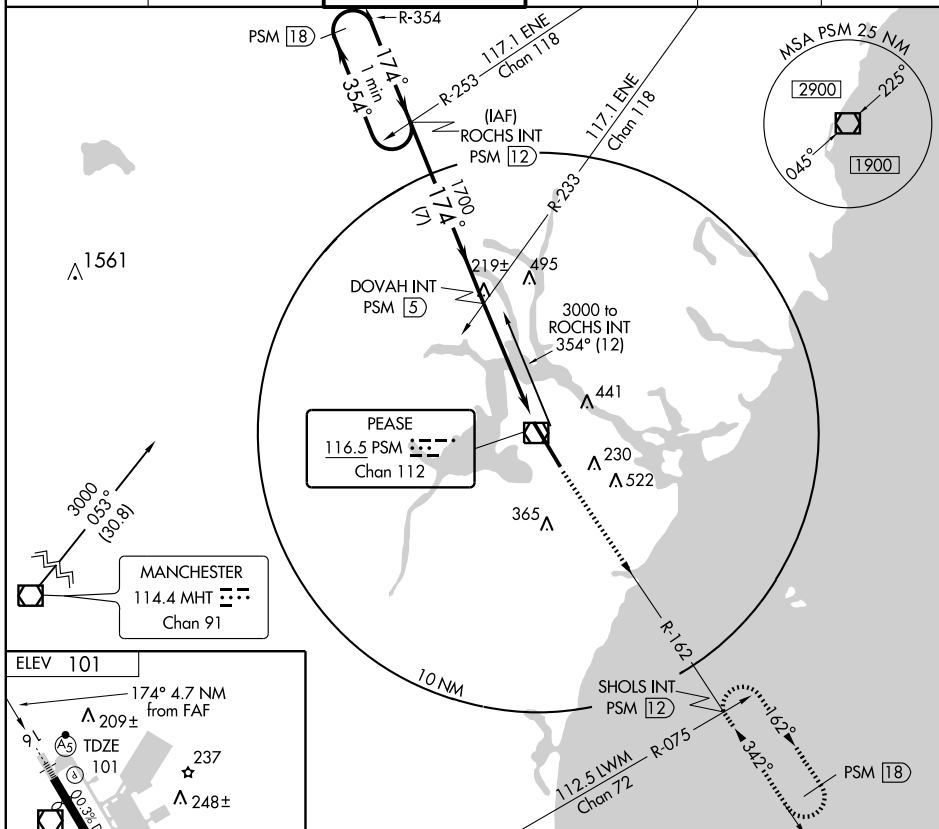 R-354
PSM 18
174°
1 min
354°
R-253 117.1 ENE
Chan 118
(IAF)
ROCHS INT
PSM 12
117.1 ENE
Chan 118
R-233
MSA PSM 25 NM
2900
225°
045°
1900
1700
174°
(7)
1561
219±
495
DOVAH INT
PSM 5
3000 to
ROCHS INT
354° (12)
441
PEASE
116.5 PSM
Chan 112
230
522
365
3000
053°
(30.8)
MANCHESTER
114.4 MHT
Chan 91
R-162
10 NM
SHOLS INT
PSM 12
162°
342°
PSM 18
112.5 LWM R-075
Chan 72
ELEV 101
174° 4.7 NM
from FAF
209±
16
A5
TDZE
101
P
237
248±
00.3%